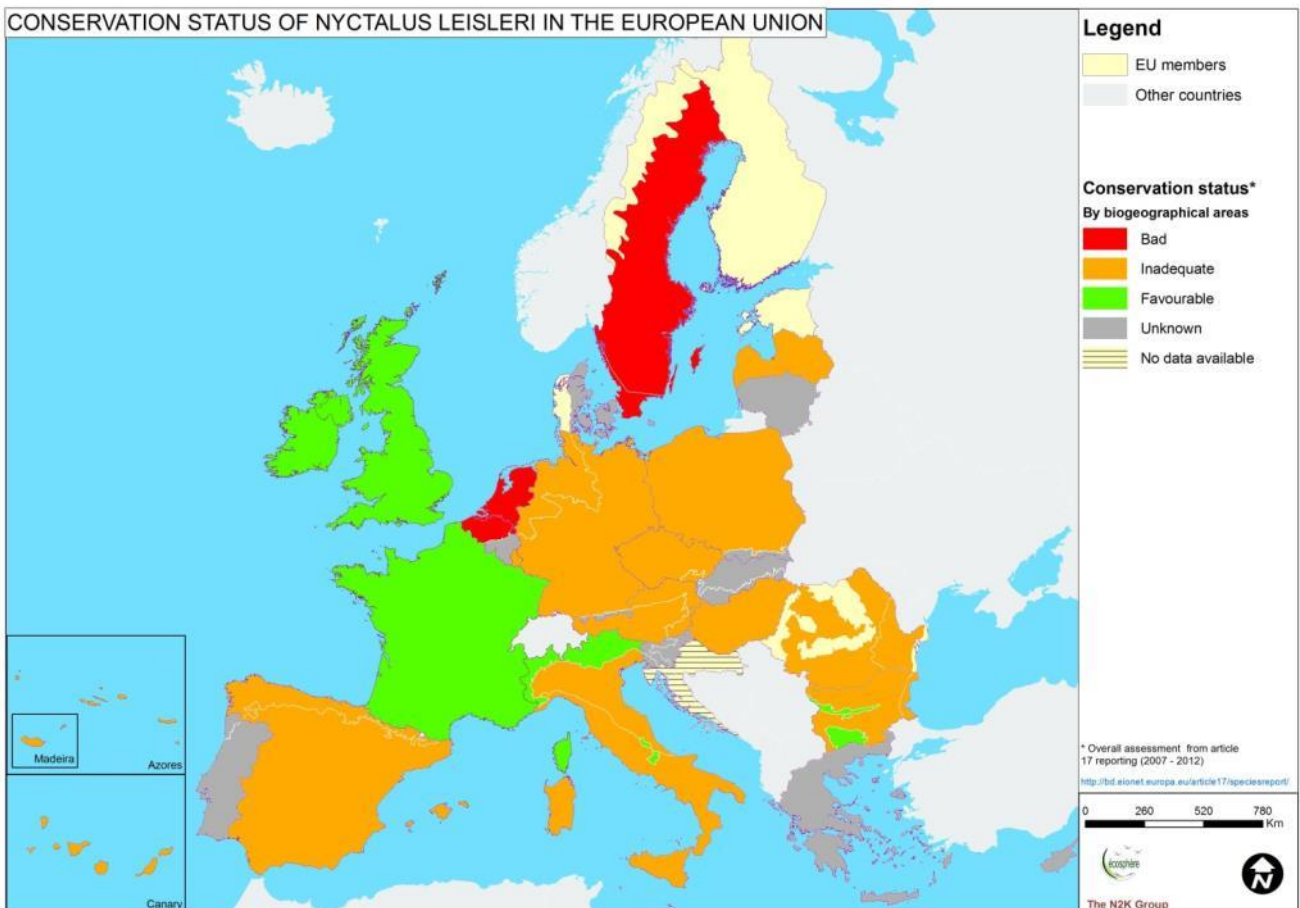 CONSERVATION STATUS OF NYCTALUS LEISLERI IN THE EUROPEAN UNION
Legend
EU members
Other countries
Conservation status*
By biogeographical areas
Bad
Inadequate
Favourable
Unknown
No data available
Madeira
Azores
Canary
* Overall assessment from article
17 reporting (2007 - 2012)
http://bd.eionet.europa.eu/article17/speciesreport/
0 260 520 780
Km
écosphère
N
The N2K Group